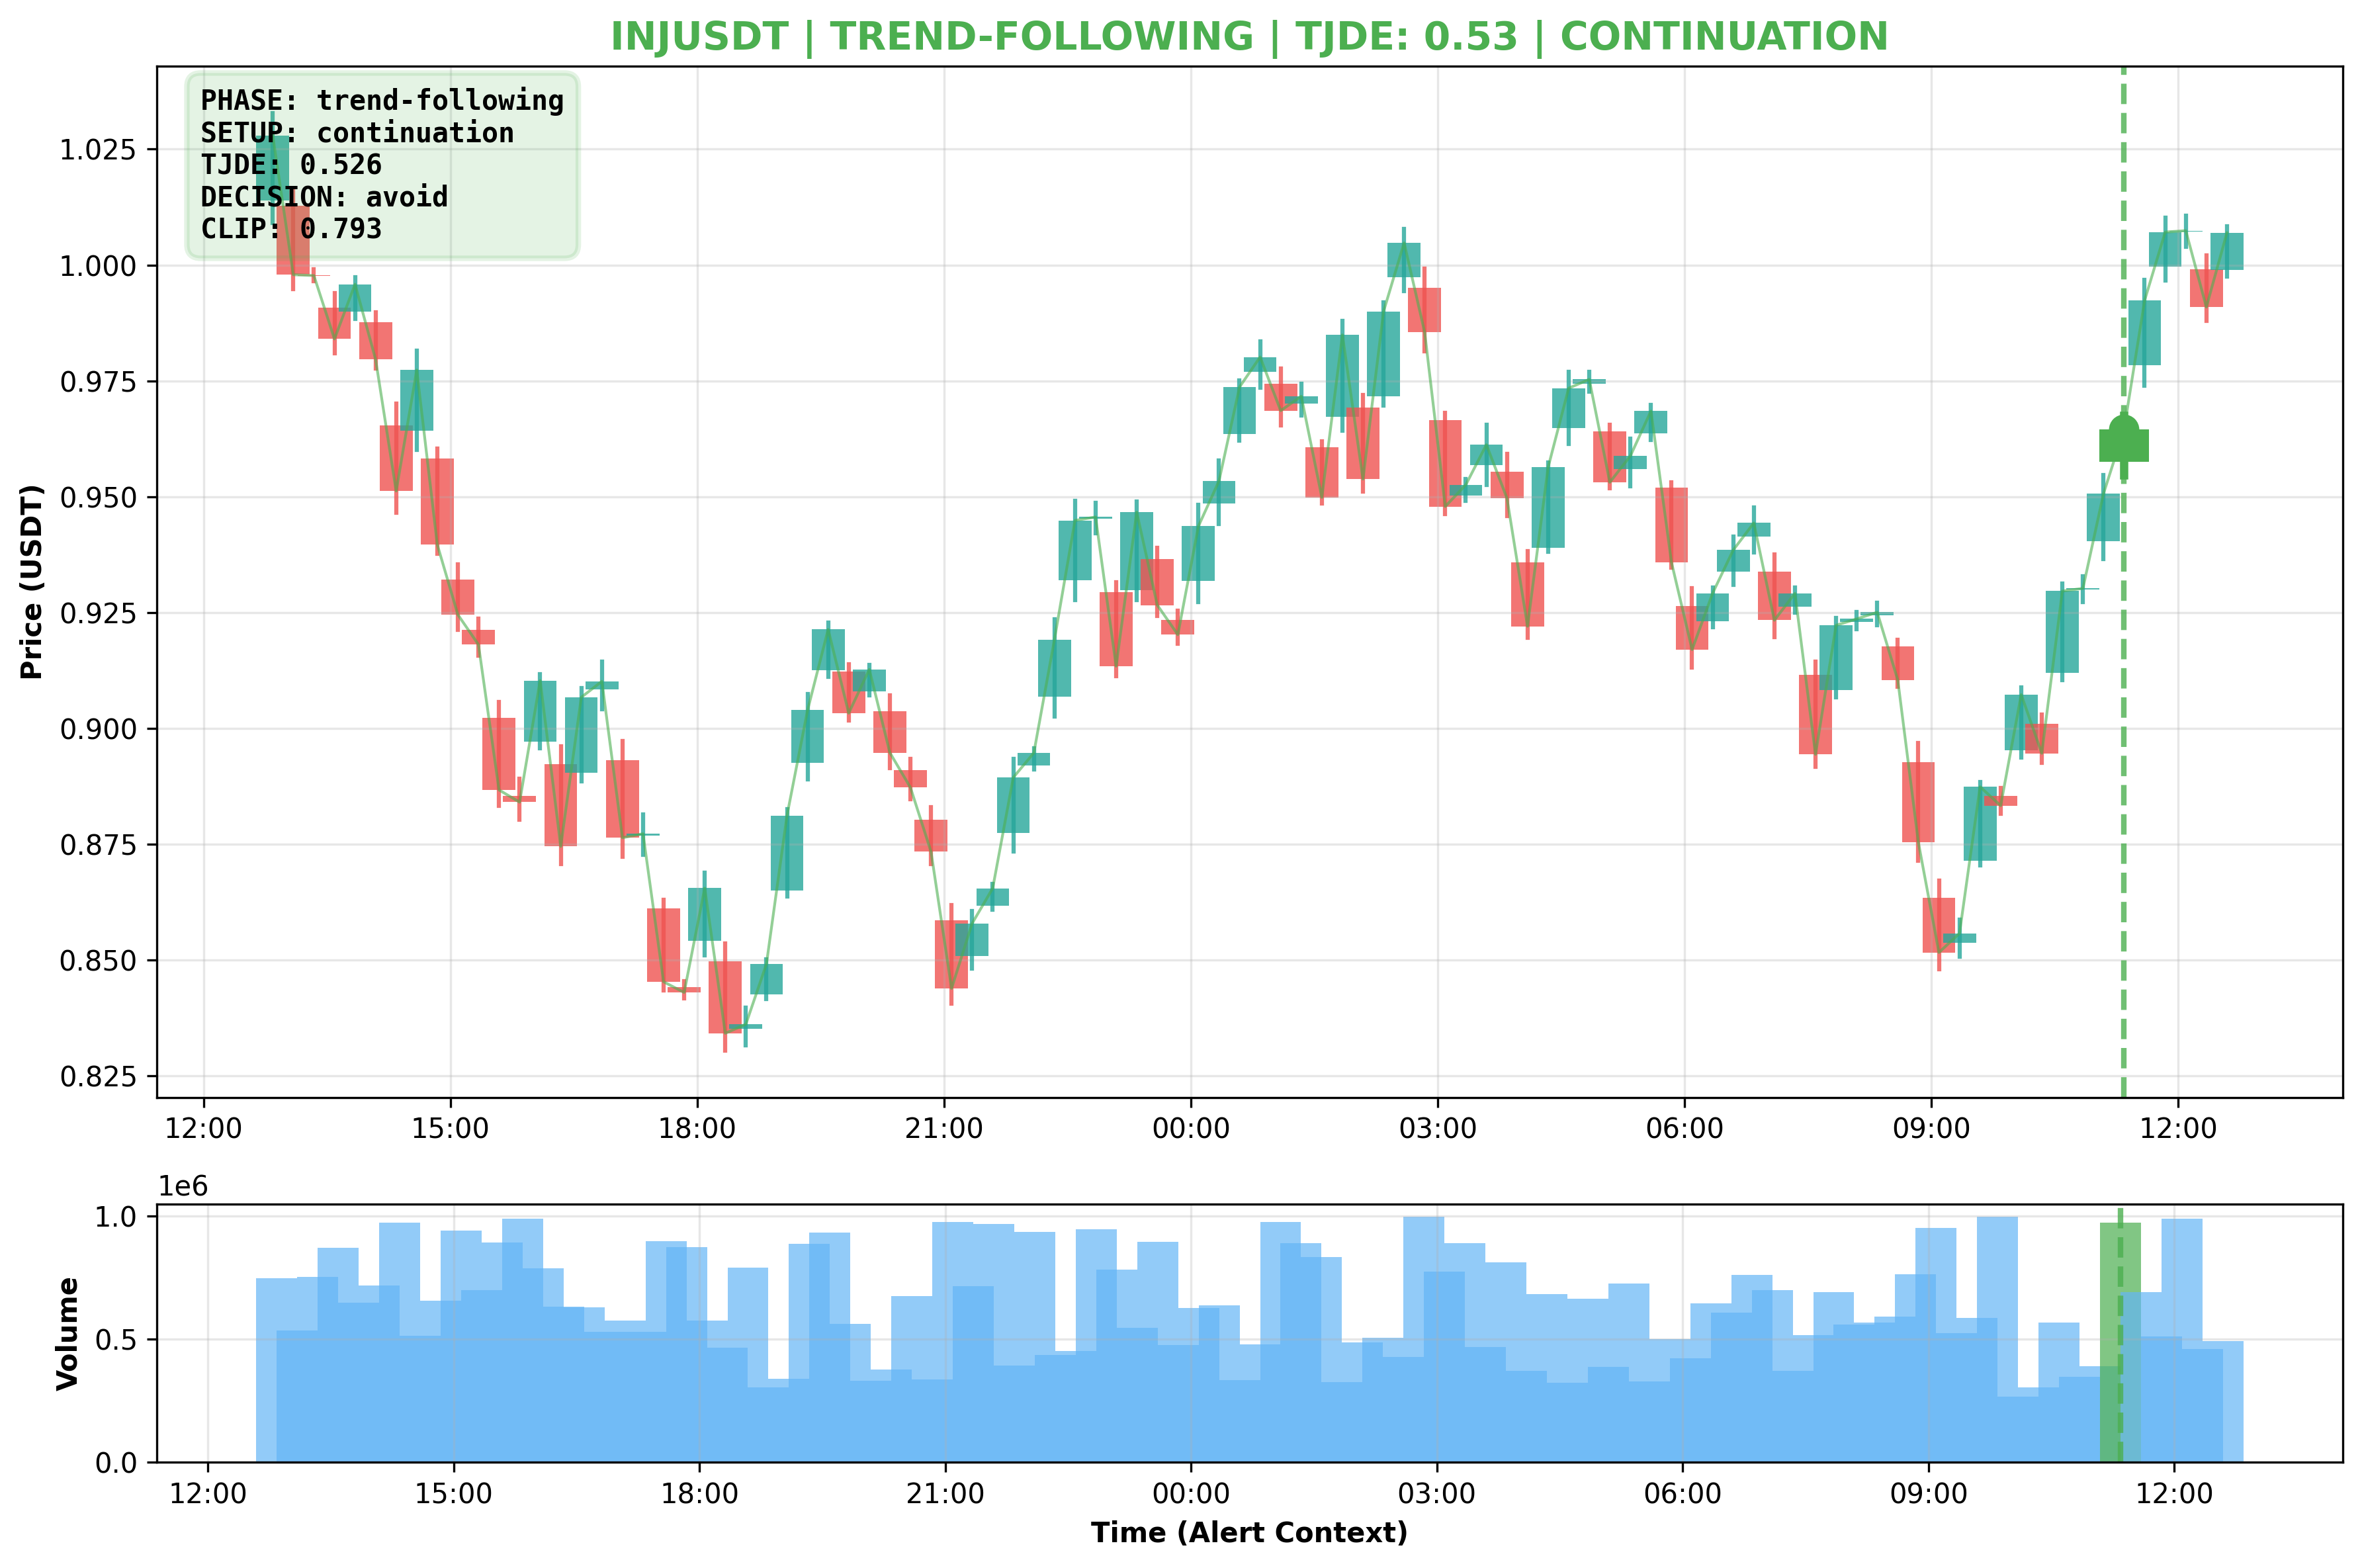 INJUSDT | TREND-FOLLOWING | TJDE: 0.53 | CONTINUATION
PHASE: trend-following
SETUP: continuation
TJDE: 0.526
DECISION: avoid
CLIP: 0.793
Price (USDT)
1.025
1.000
0.975
0.950
0.925
0.900
0.875
0.850
0.825
12:00 15:00 18:00 21:00 00:00 03:00 06:00 09:00 12:00
1e6
Volume
1.0
0.5
0.0
12:00 15:00 18:00 21:00 00:00 03:00 06:00 09:00 12:00
Time (Alert Context)